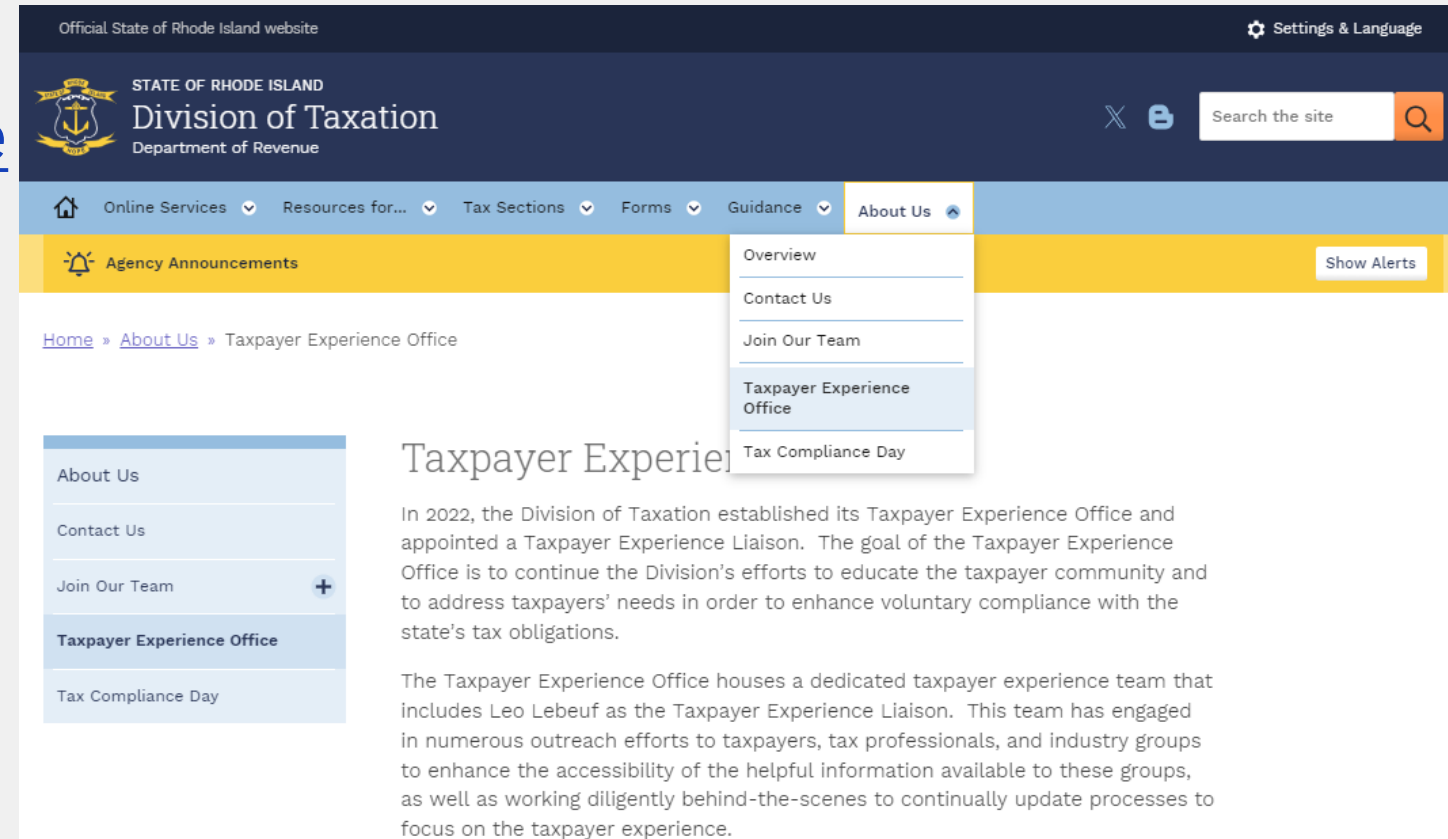 Official State of Rhode Island website
Settings & Language
STATE OF RHODE ISLAND
Division of Taxation
Department of Revenue
Search the site
e
Online Services
Resources for...
Tax Sections
Forms
Guidance
About Us
Agency Announcements
Show Alerts
Overview
Contact Us
Join Our Team
Taxpayer Experience
Office
Tax Compliance Day
Home » About Us » Taxpayer Experience Office
About Us
Contact Us
Join Our Team
Taxpayer Experience Office
Tax Compliance Day
Taxpayer Experie
In 2022, the Division of Taxation established its Taxpayer Experience Office and
appointed a Taxpayer Experience Liaison. The goal of the Taxpayer Experience
Office is to continue the Division's efforts to educate the taxpayer community and
to address taxpayers' needs in order to enhance voluntary compliance with the
state's tax obligations.
The Taxpayer Experience Office houses a dedicated taxpayer experience team that
includes Leo Lebeuf as the Taxpayer Experience Liaison. This team has engaged
in numerous outreach efforts to taxpayers, tax professionals, and industry groups
to enhance the accessibility of the helpful information available to these groups,
as well as working diligently behind-the-scenes to continually update processes to
focus on the taxpayer experience.